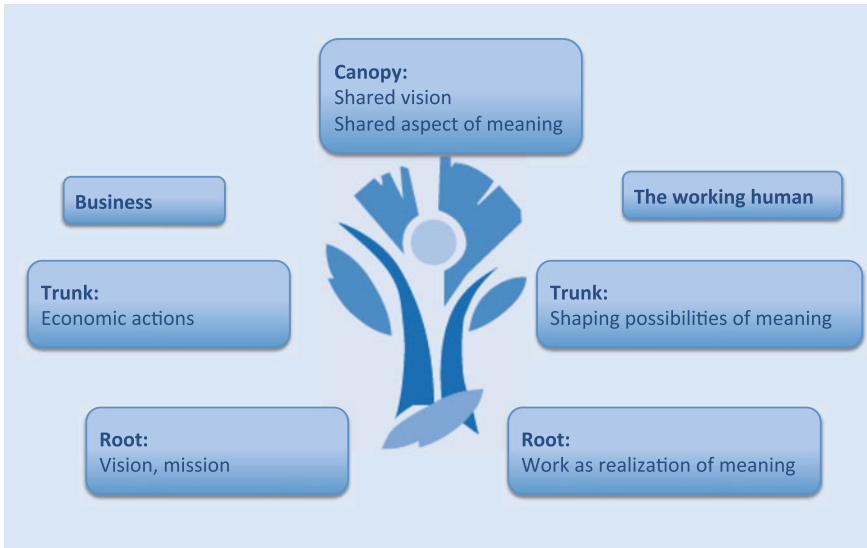 Canopy:
Shared vision
Shared aspect of meaning
Business
The working human
Trunk:
Economic actions
Trunk:
Shaping possibilities of meaning
Root:
Vision, mission
Root:
Work as realization of meaning